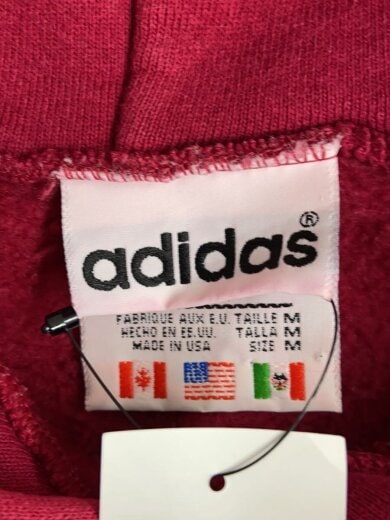 adidas®
FABRIQUE AUX E.U. TAILLE M
HECHO EN EE.UU. TALLA M
MADE IN USA SIZE M